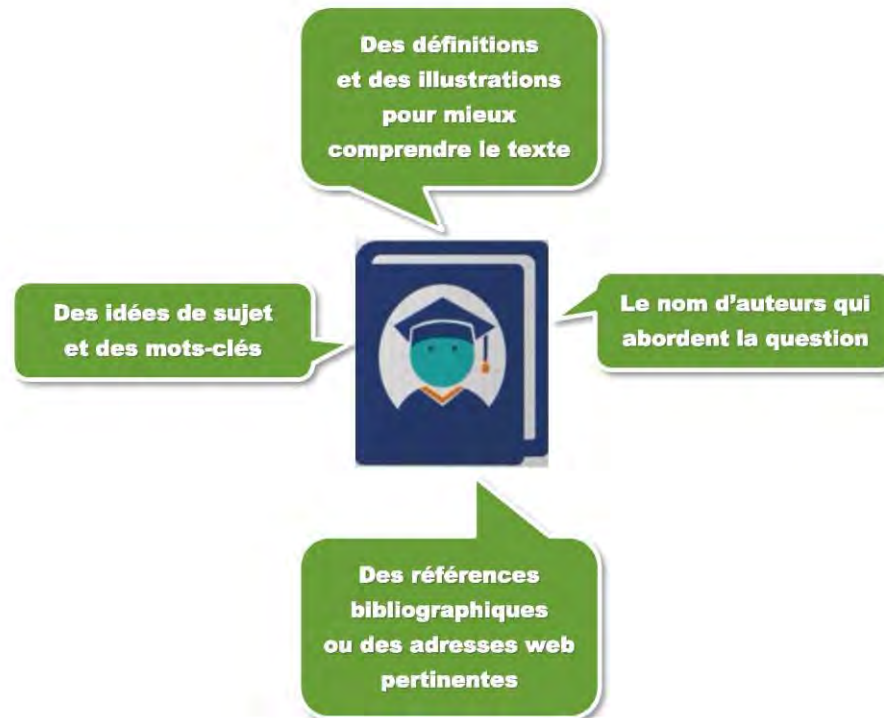 Des définitions
et des illustrations
pour mieux
comprendre le texte
Des idées de sujet
et des mots-clés
Le nom d’auteurs qui
abordent la question
Des références
bibliographiques
ou des adresses web
pertinentes